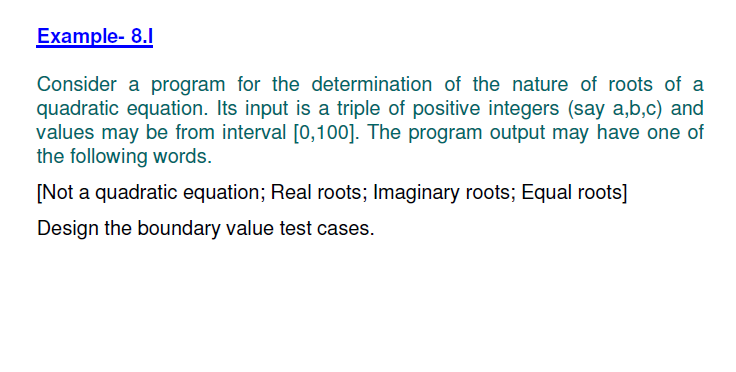 Example- 8.I
Consider a program for the determination of the nature of roots of a
quadratic equation. Its input is a triple of positive integers (say a,b,c) and
values may be from interval [0,100]. The program output may have one of
the following words.
[Not a quadratic equation; Real roots; Imaginary roots; Equal roots]
Design the boundary value test cases.